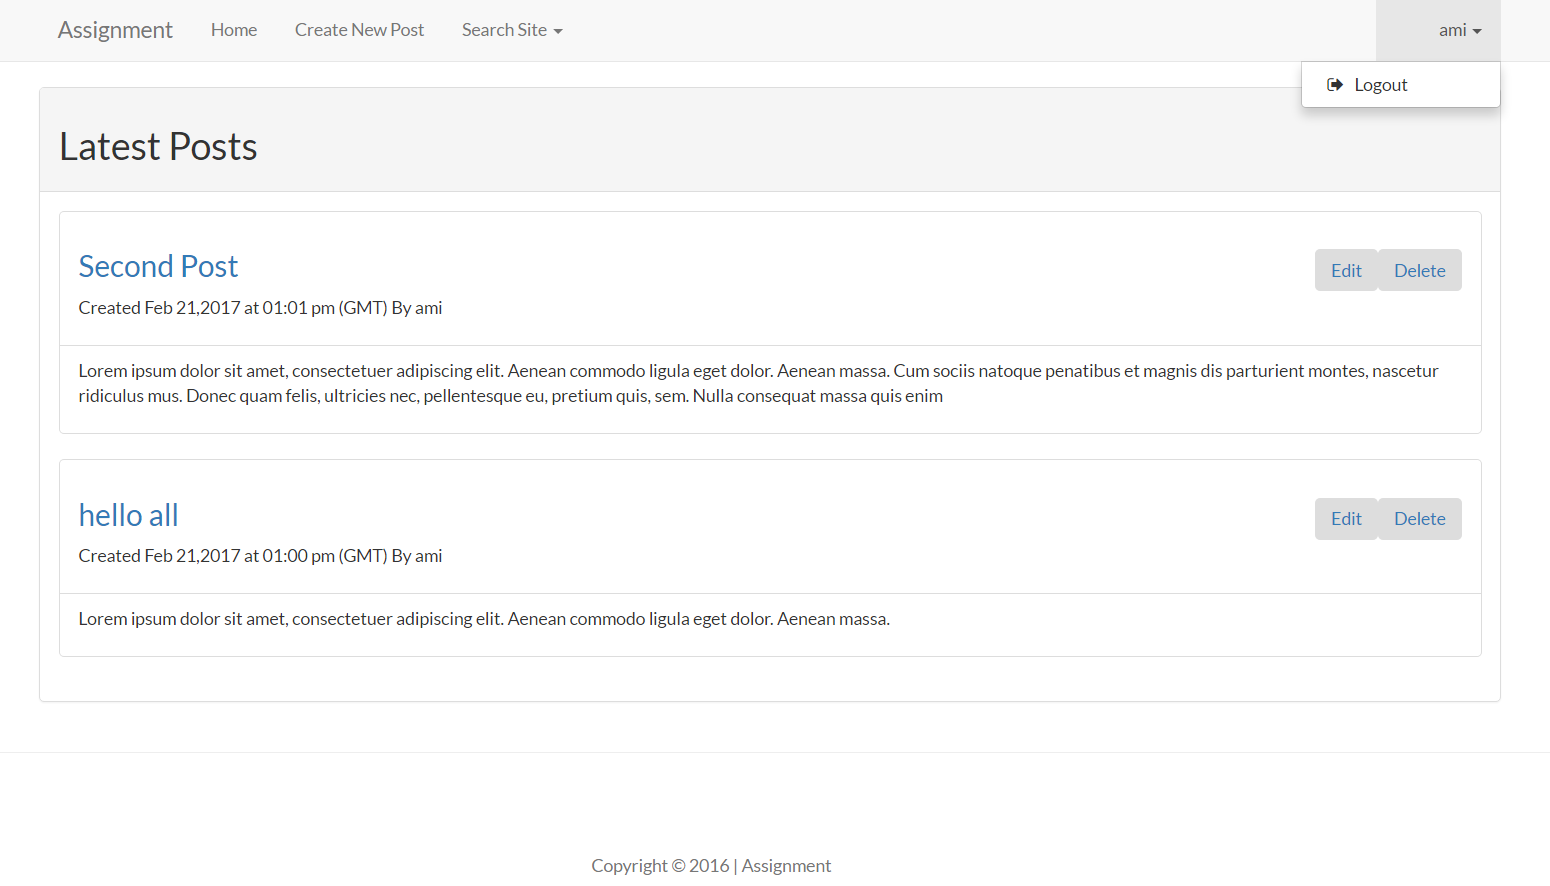 Assignment Home Create New Post Search Site ami
Logout
Latest Posts
Second Post Edit Delete
Created Feb 21,2017 at 01:01 pm (GMT) By ami
Lorem ipsum dolor sit amet, consectetuer adipiscing elit. Aenean commodo ligula eget dolor. Aenean massa. Cum sociis natoque penatibus et magnis dis parturient montes, nascetur
ridiculus mus. Donec quam felis, ultricies nec, pellentesque eu, pretium quis, sem. Nulla consequat massa quis enim
hello all Edit Delete
Created Feb 21,2017 at 01:00 pm (GMT) By ami
Lorem ipsum dolor sit amet, consectetuer adipiscing elit. Aenean commodo ligula eget dolor. Aenean massa.
Copyright © 2016 | Assignment